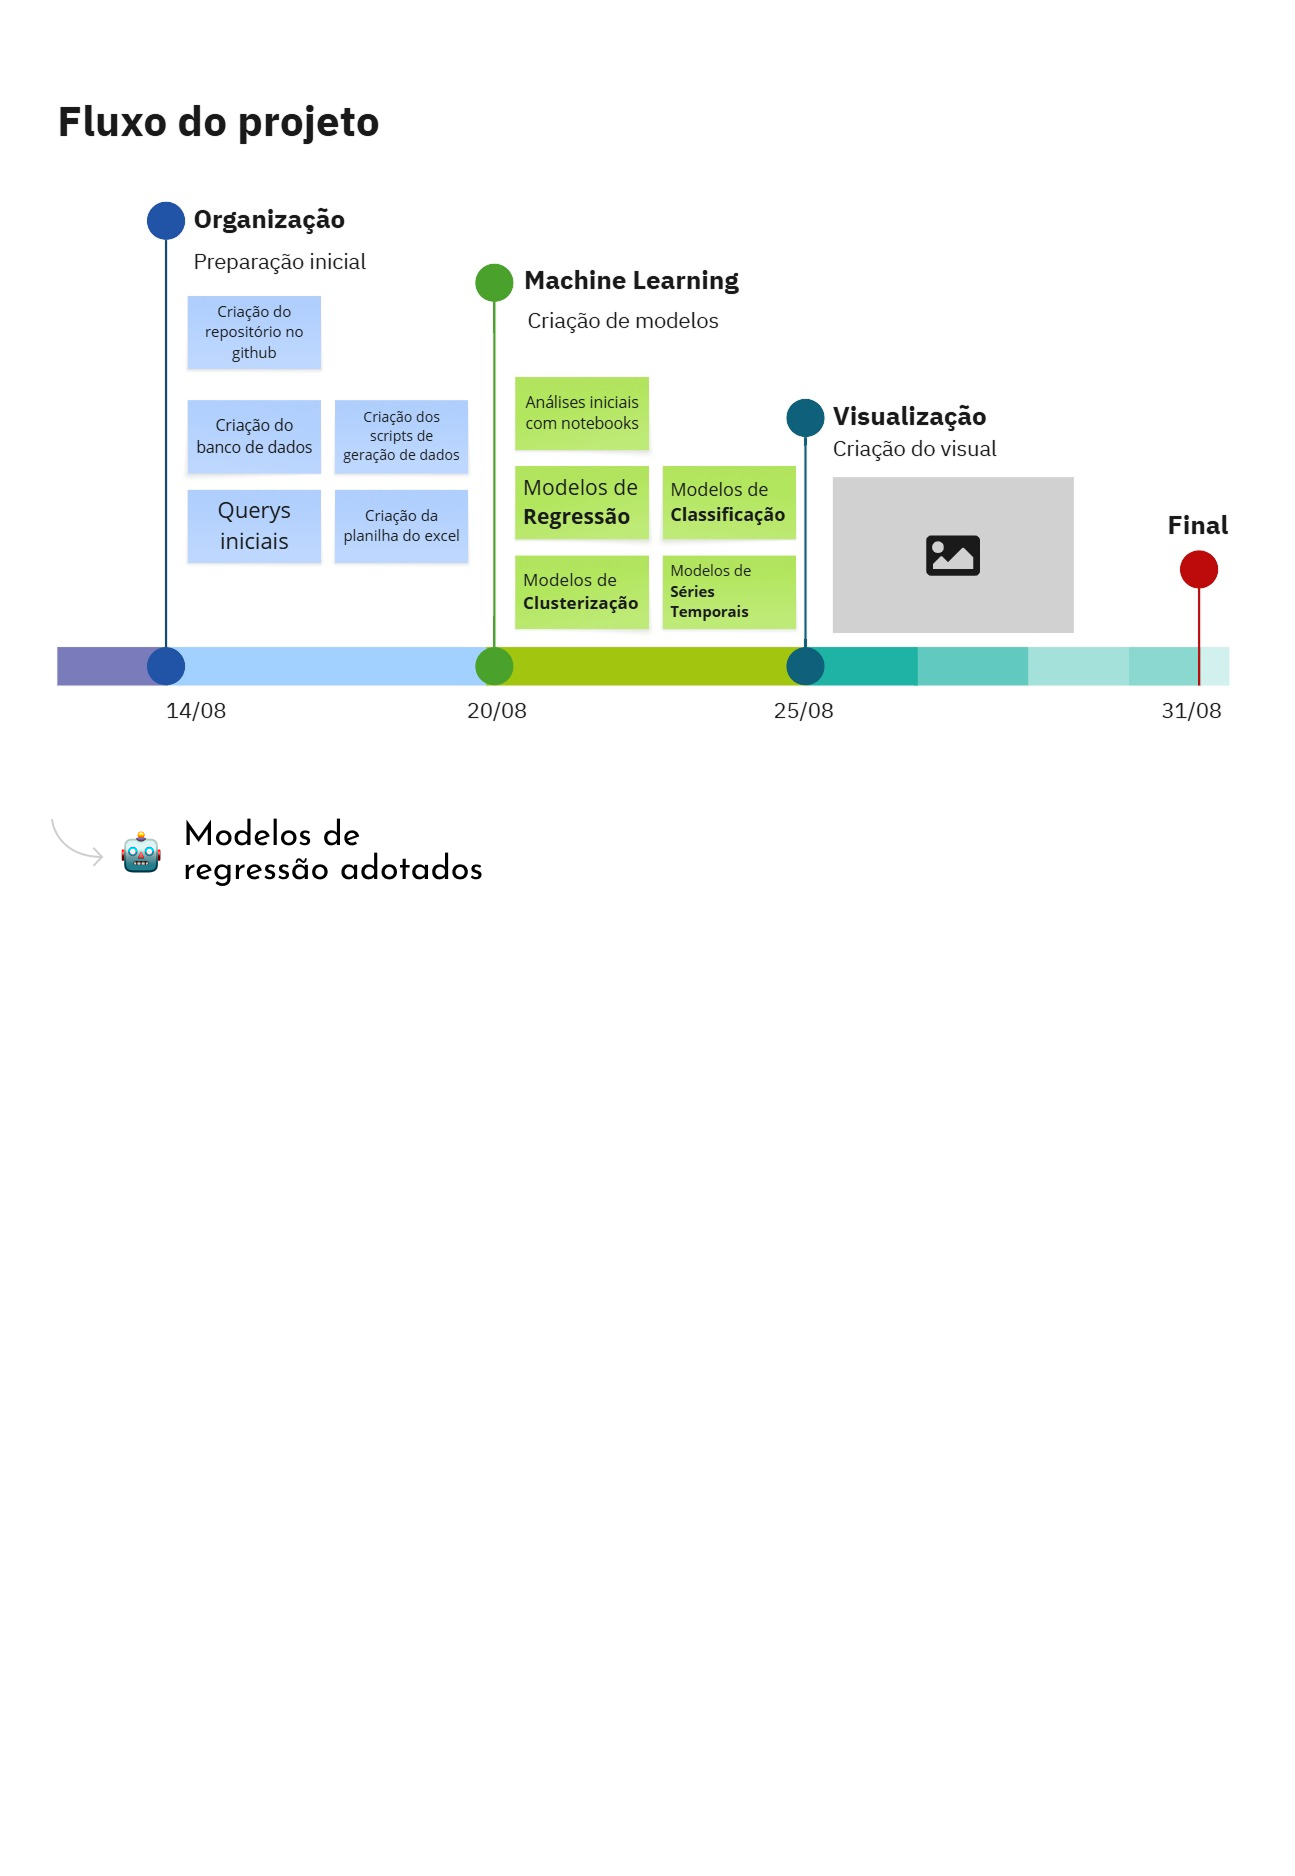 Fluxo do projeto
Organização
Preparação inicial
Criação do
repositório no
github
Criação do
banco de dados
Criação dos
scripts de
geração de dados
Querys
iniciais
Criação da
planilha do excel
Machine Learning
Criação de modelos
Análises iniciais
com notebooks
Modelos de
Regressão
Modelos de
Classificação
Modelos de
Clusterização
Modelos de
Séries
Temporais
Visualização
Criação do visual
Final
14/08
20/08
25/08
31/08
Modelos de
regressão adotados